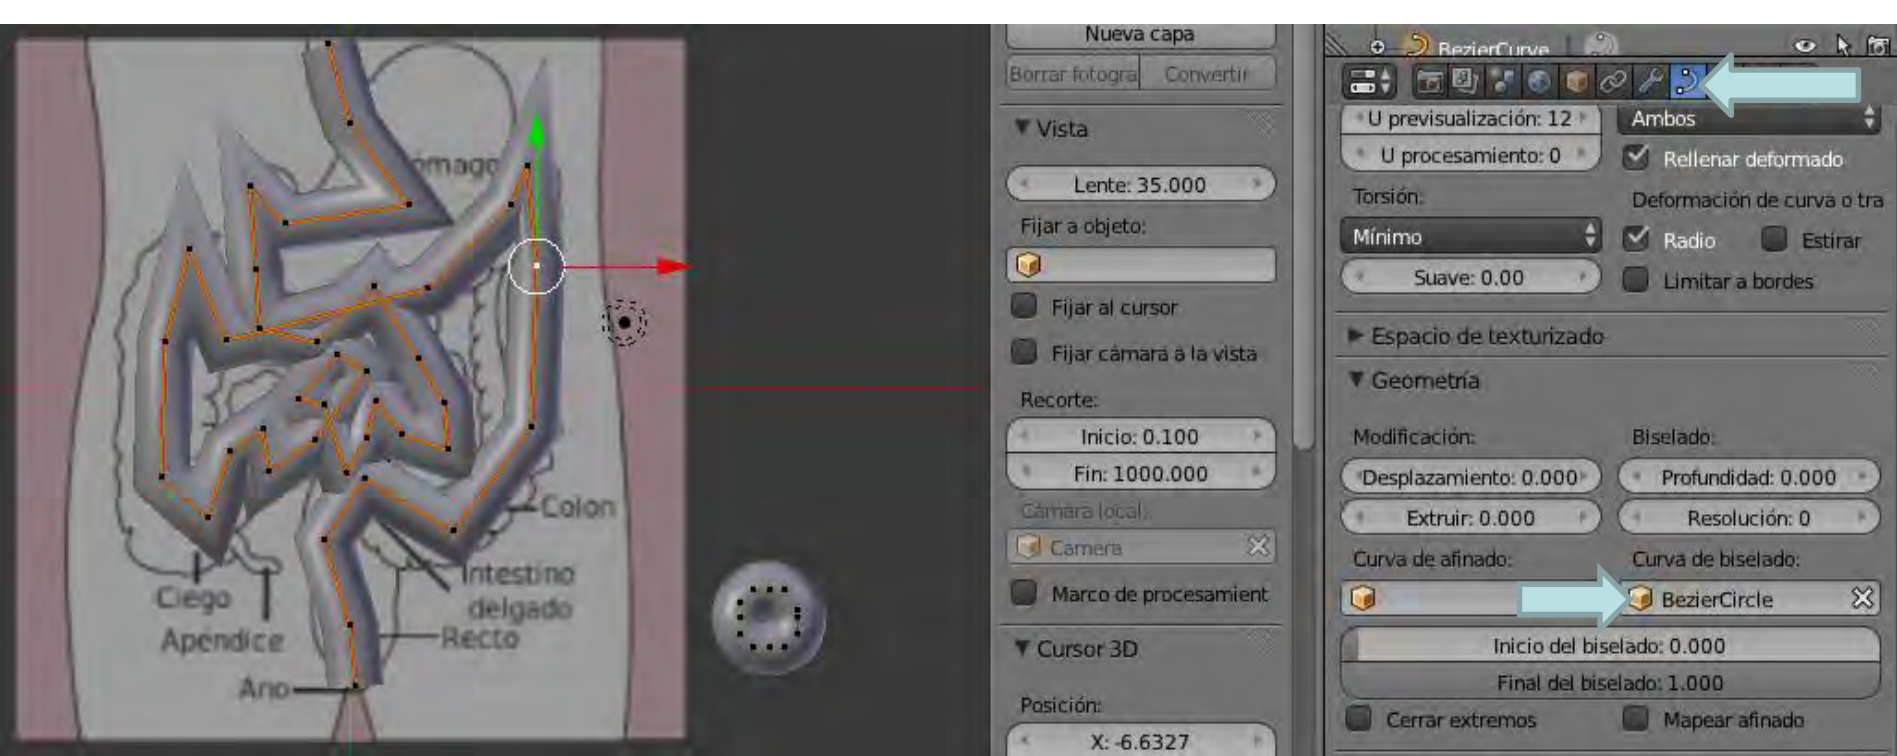 ómago
Colon
Intestino
delgado
Ciego
Apéndice
Recto
Ano
Nueva capa
Borrar fotogra
Convertir
Vista
Lente: 35.000
Fijar a objeto:
Fijar al cursor
Fijar cámara a la vista
Recorte:
Inicio: 0.100
Fin: 1000.000
Cámara local:
Camera
Marco de procesamient
Cursor 3D
Posición:
X: -6.6327
BezierCurve
U previsualización: 12
Ambos
U procesamiento: 0
Rellenar deformado
Torsión:
Deformación de curva o tra
Mínimo
Radio
Estirar
Suave: 0.00
Limitar a bordes
Espacio de texturizado
Geometría
Modificación:
Biselado:
Desplazamiento: 0.000
Profundidad: 0.000
Extruir: 0.000
Resolución: 0
Curva de afinado:
Curva de biselado:
BezierCircle
Inicio del biselado: 0.000
Final del biselado: 1.000
Cerrar extremos
Mapear afinado